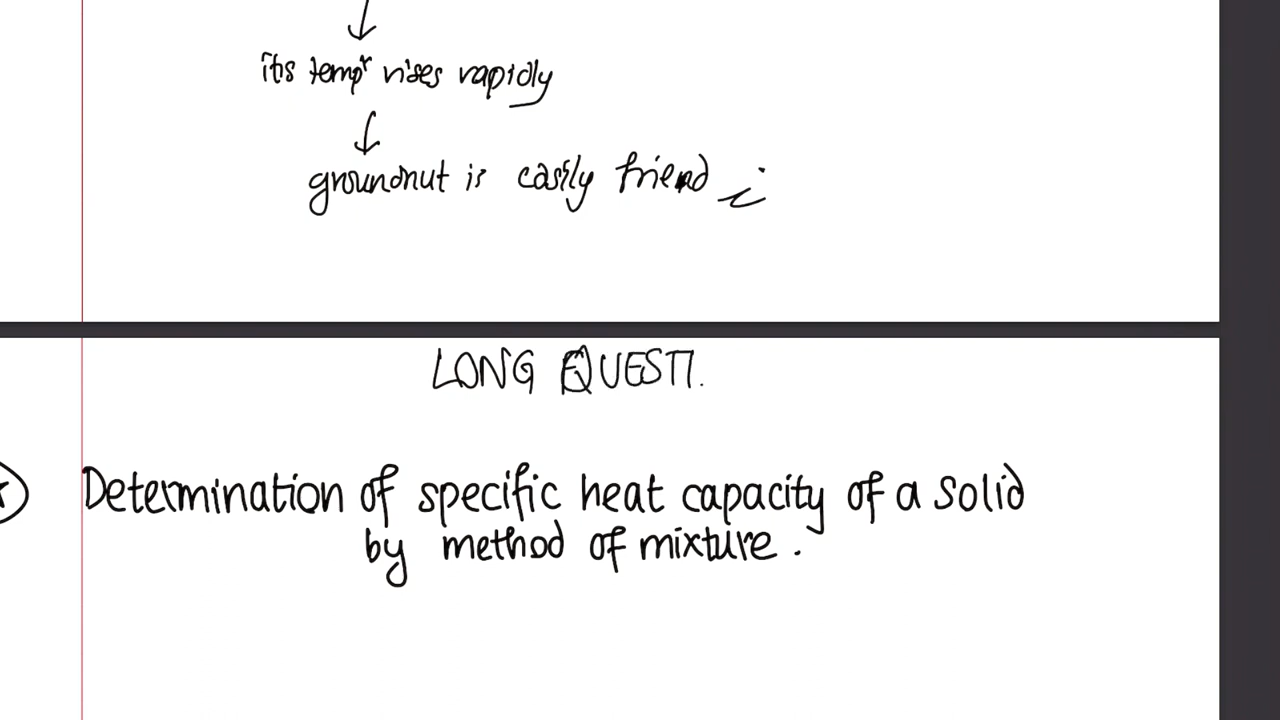 its tempr rises rapidly
groundnut is easily friend
LONG QUESTI.
Determination of specific heat capacity of a solid
by method of mixture.